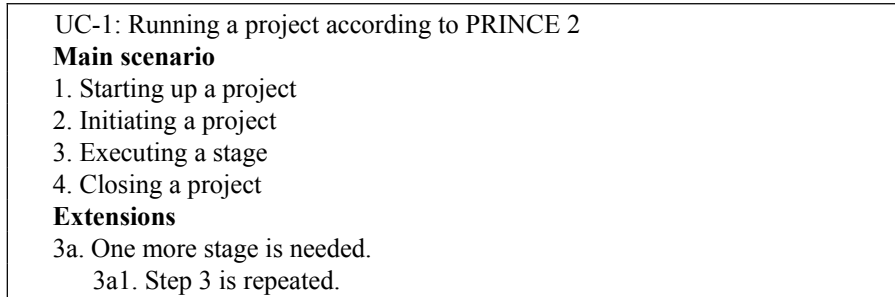 UC-1: Running a project according to PRINCE 2
Main scenario
1. Starting up a project
2. Initiating a project
3. Executing a stage
4. Closing a project
Extensions
3a. One more stage is needed.
3a1. Step 3 is repeated.